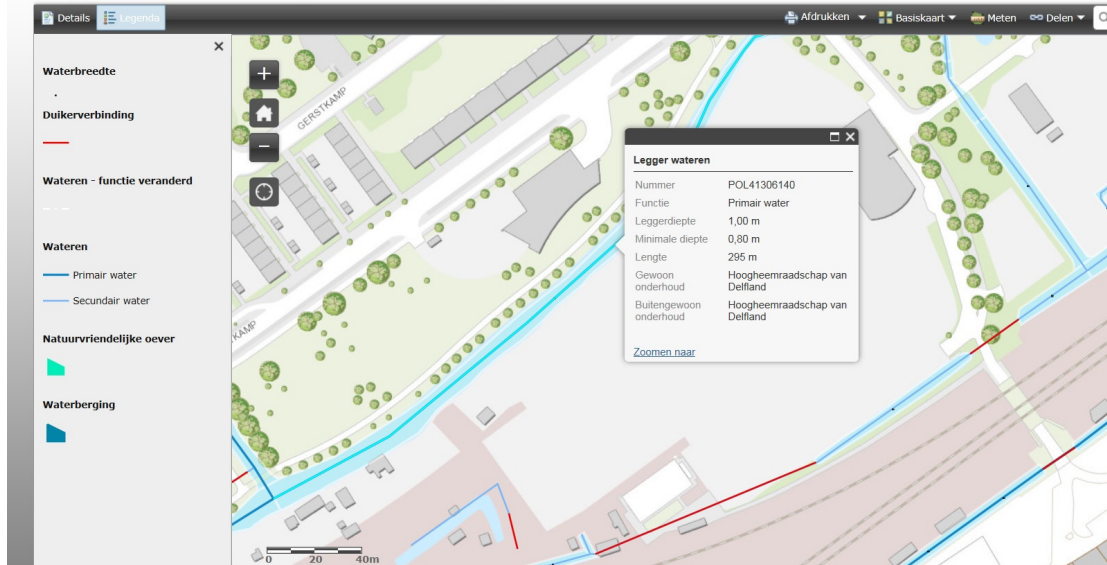 Details
Legenda
Afdrukken
Basiskaart
Meten
Delen
Waterbreedte
Duikerverbinding
Wateren - functie veranderd
Wateren
Primair water
Secundair water
Natuurvriendelijke oever
Waterberging
GERSTKAMP
KAMP
Legger wateren
Nummer POL41306140
Functie Primair water
Leggerdiepte 1,00 m
Minimale diepte 0,80 m
Lengte 295 m
Gewoon onderhoud Hoogheemraadschap van Delfland
Buitengewoon onderhoud Hoogheemraadschap van Delfland
Zoomen naar
0 20 40m